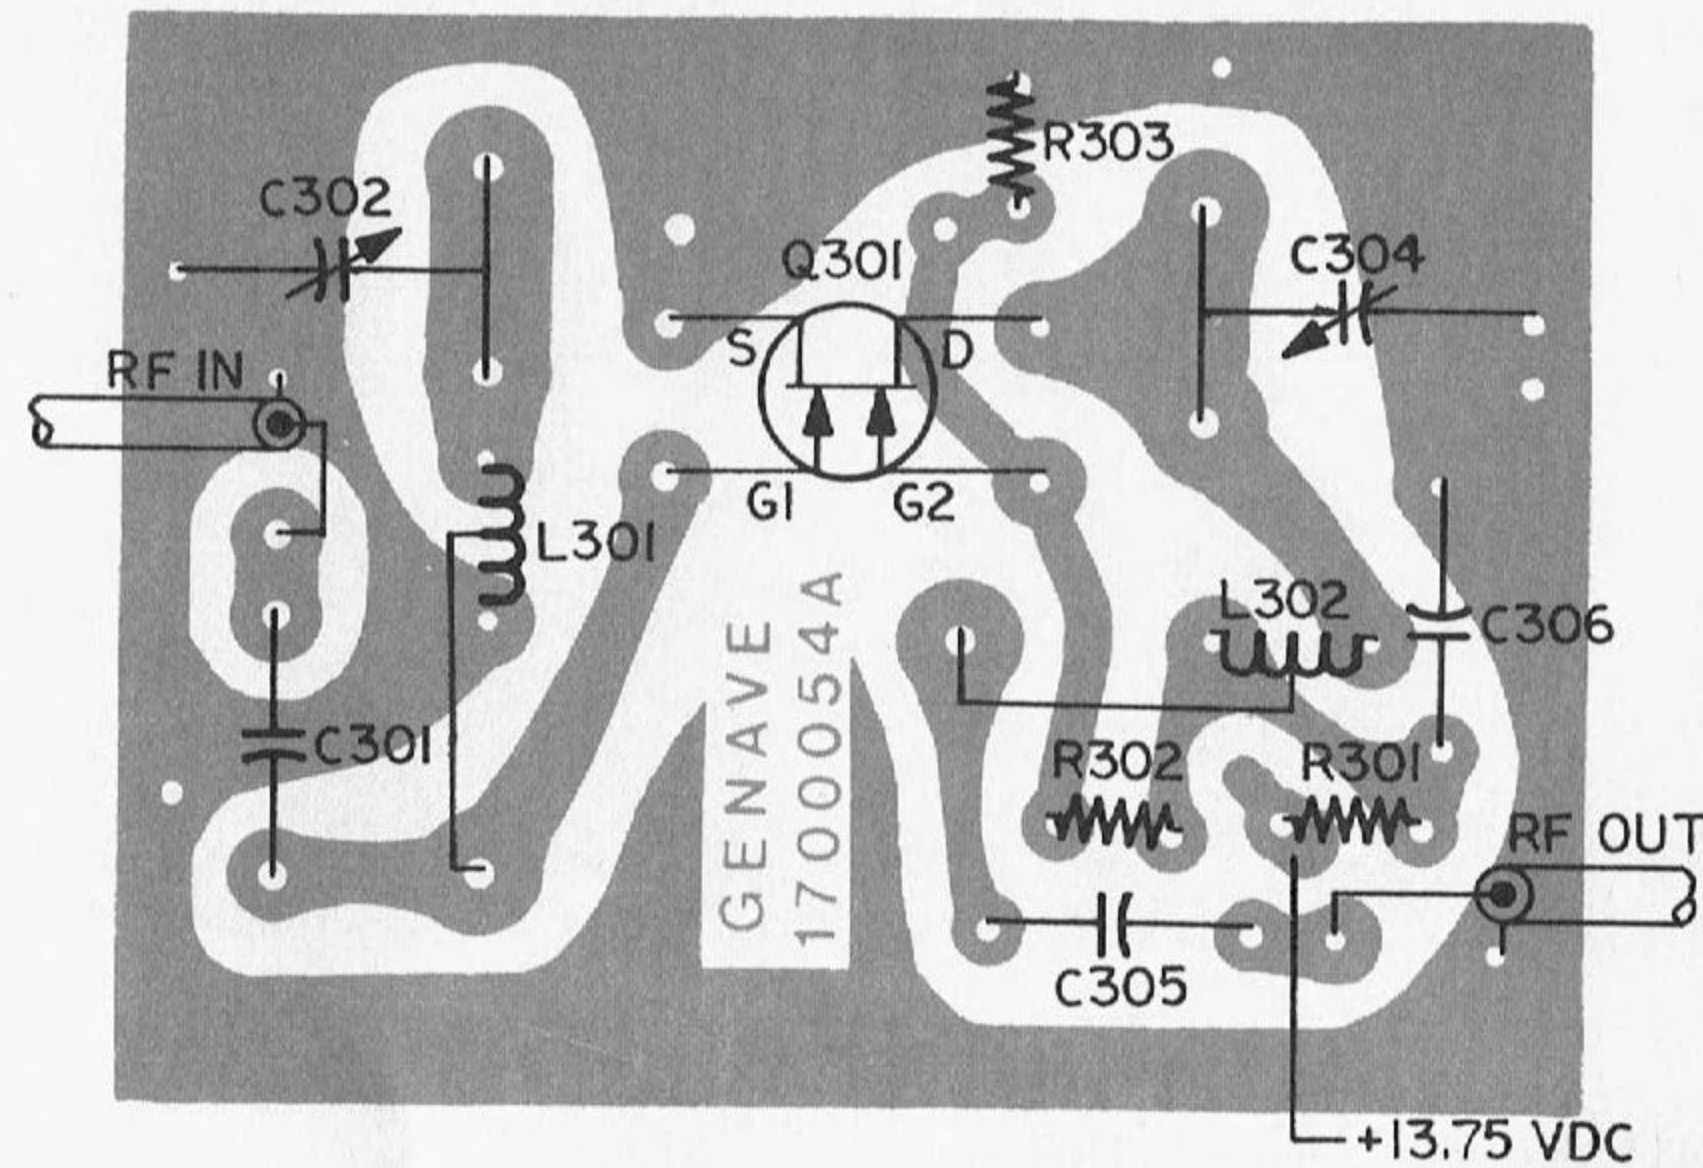 R303
C302
Q301
C304
S
D
RF IN
G1
G2
L301
L302
C306
C301
R302
R301
RF OUT
C305
GENAVE
1700054A
+13.75 VDC